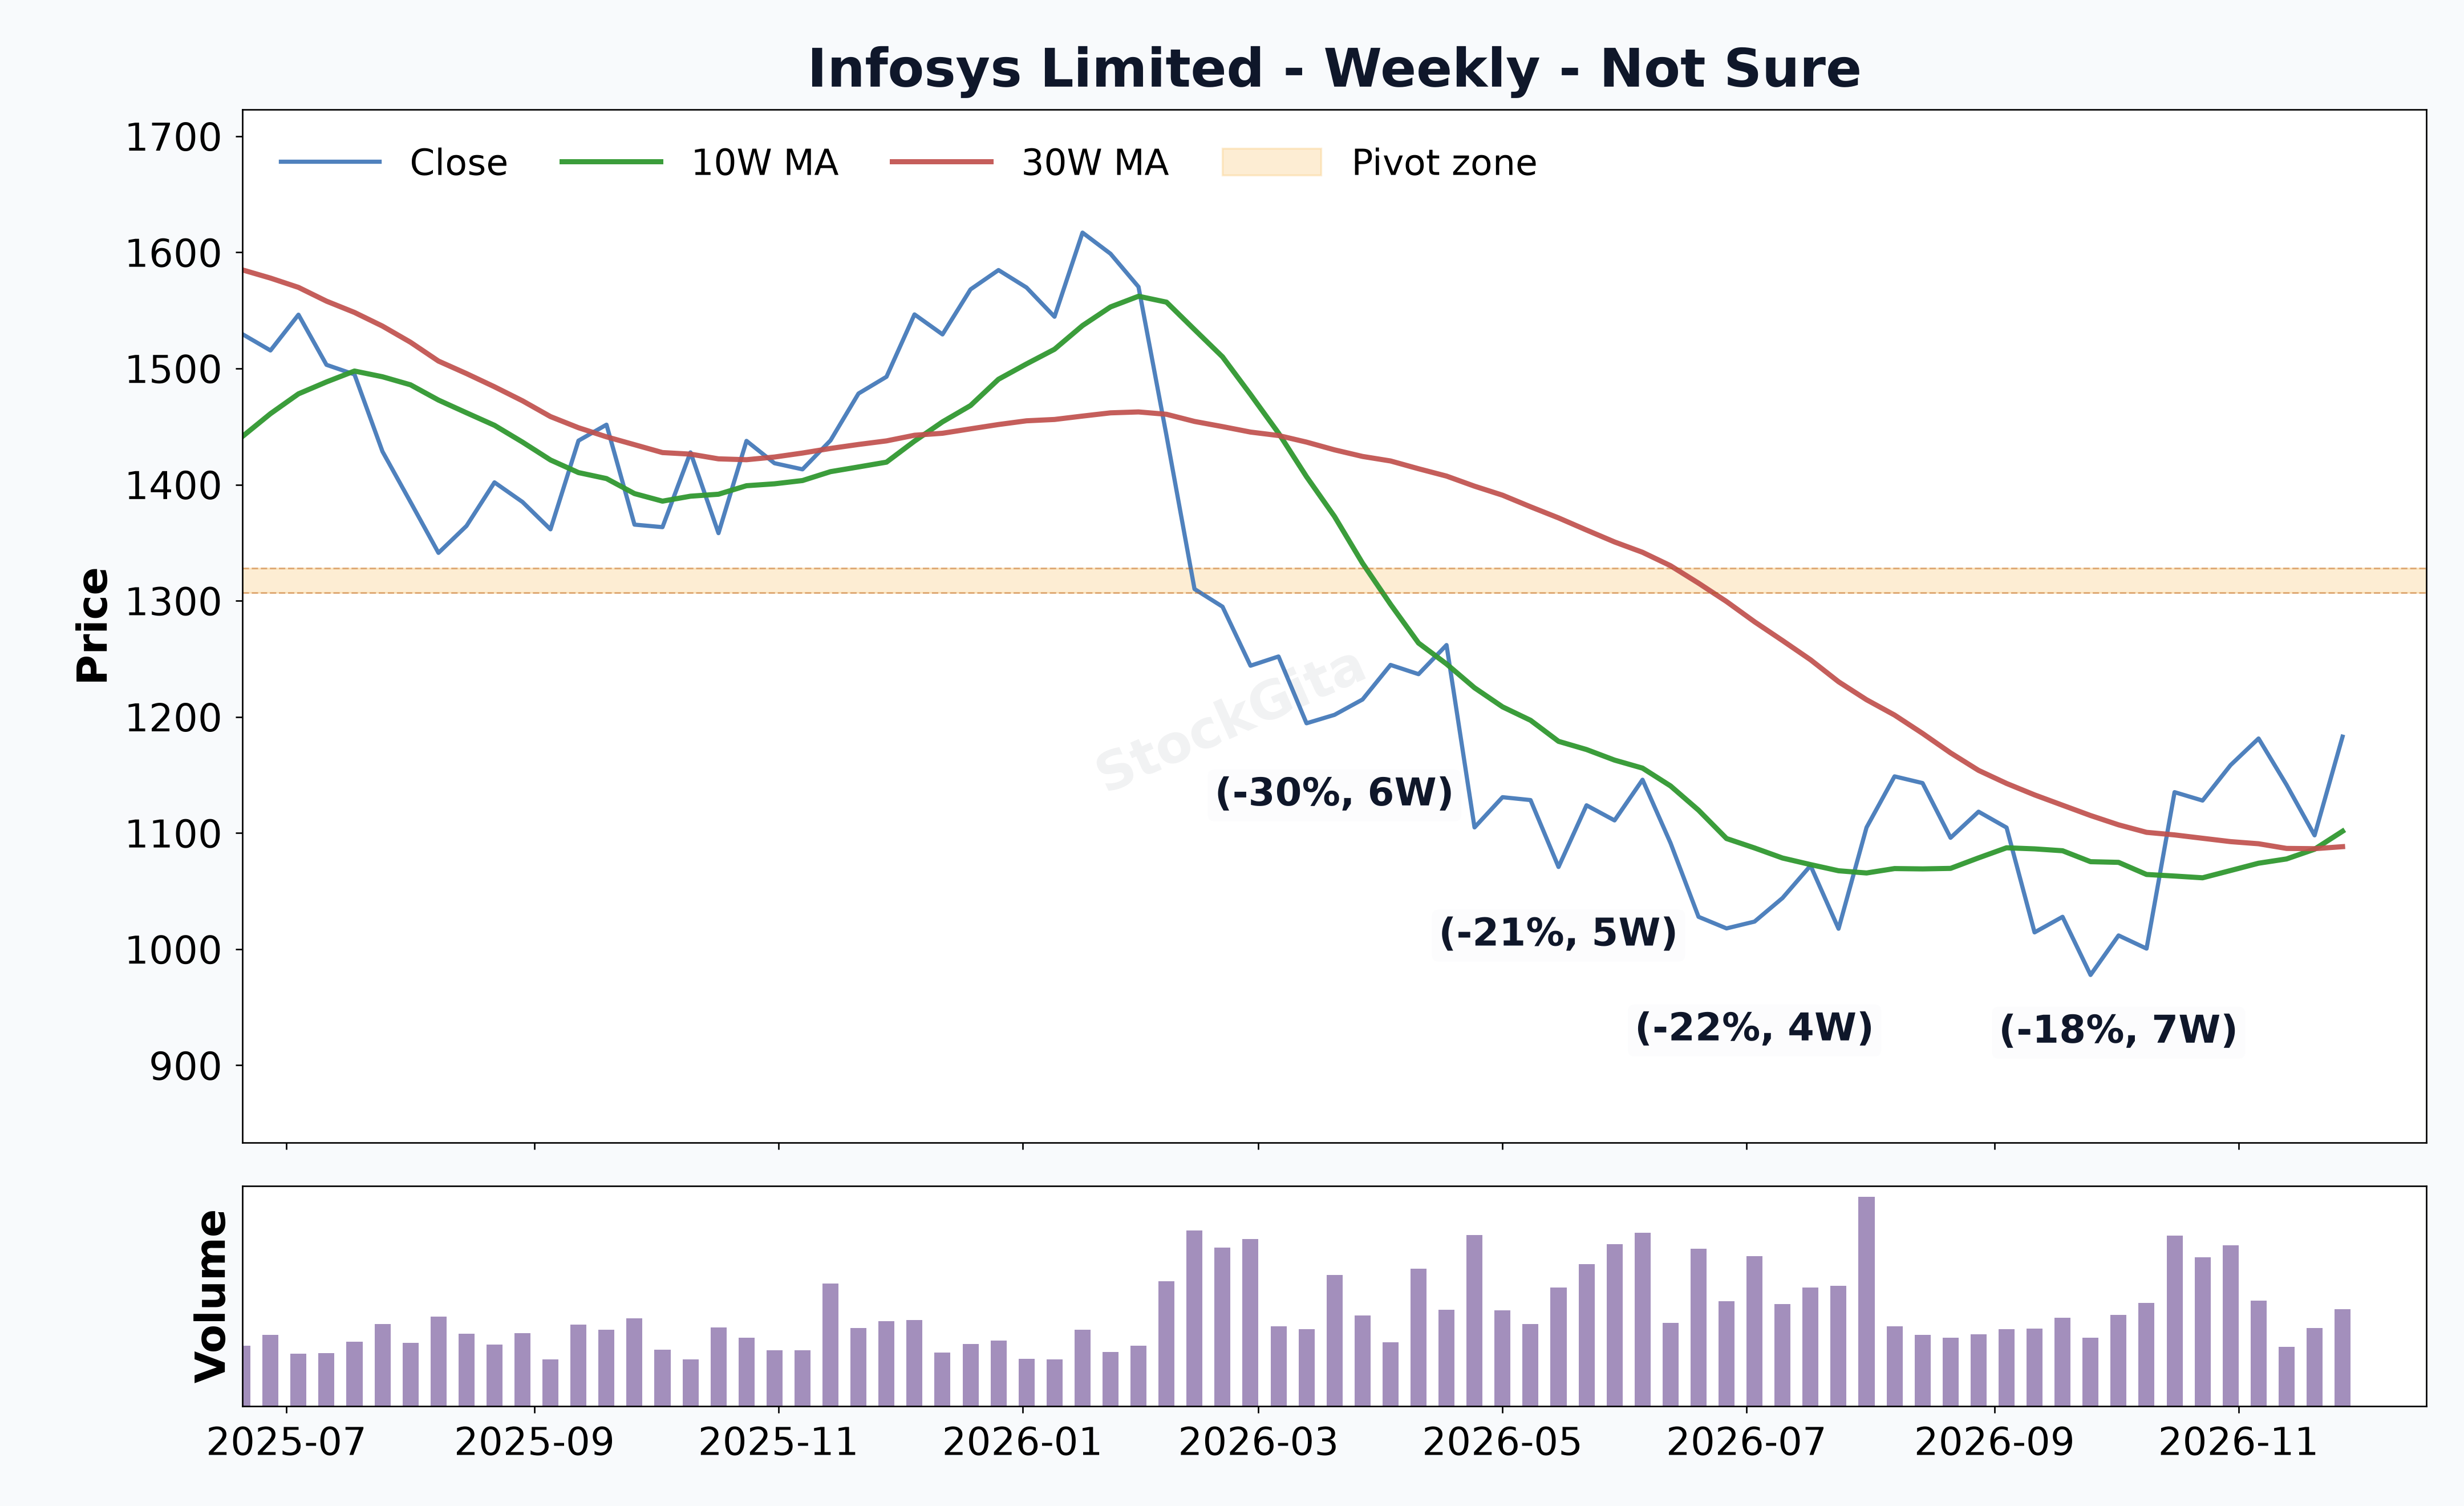 Infosys Limited - Weekly - Not Sure
Close 10W MA 30W MA Pivot zone
Price
1700
1600
1500
1400
1300
1200
1100
1000
900
StockGita
(-30%, 6W)
(-21%, 5W)
(-22%, 4W)
(-18%, 7W)
Volume
2025-07 2025-09 2025-11 2026-01 2026-03 2026-05 2026-07 2026-09 2026-11